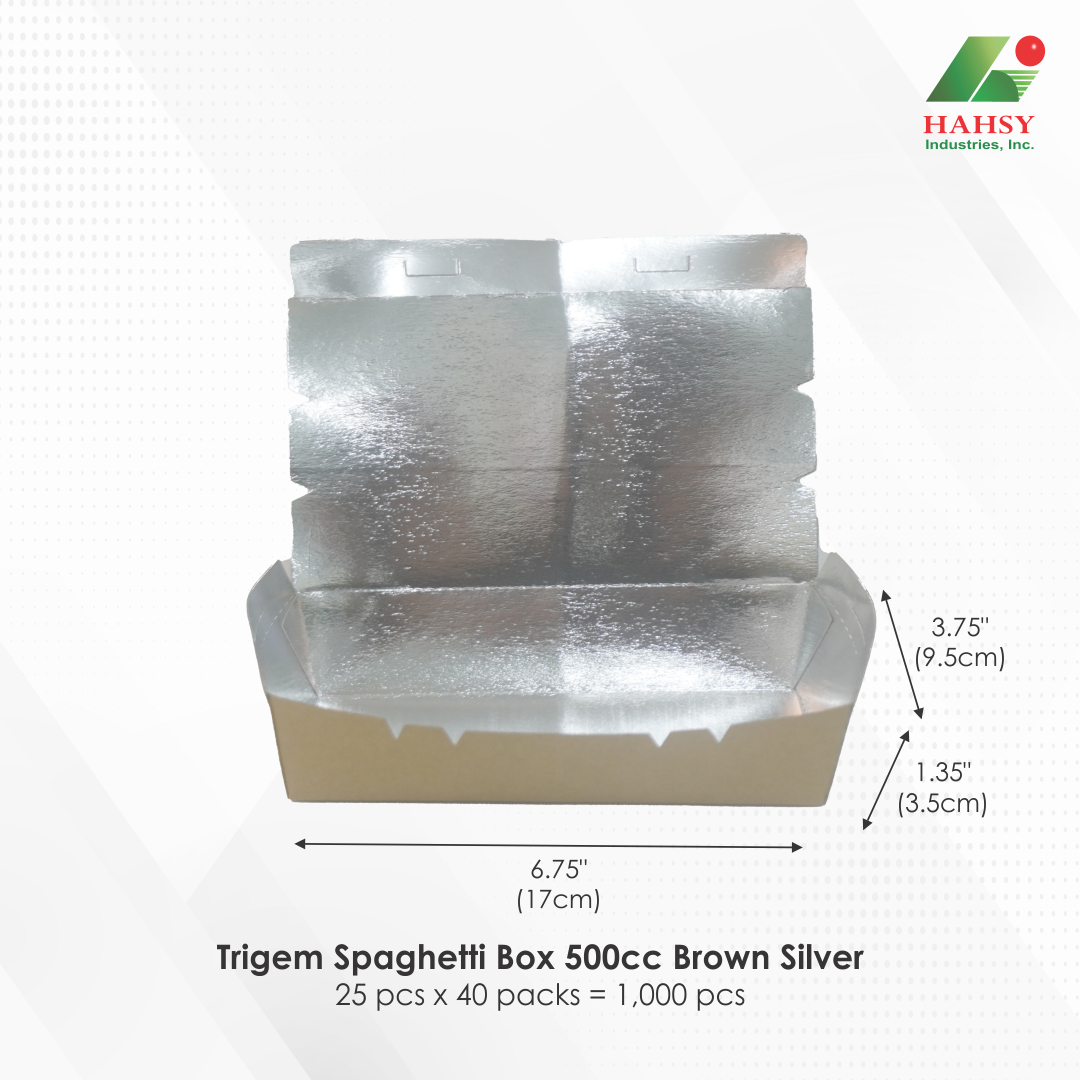 HAHSY
Industries, Inc.
3.75"
(9.5cm)
1.35"
(3.5cm)
6.75"
(17cm)
Trigem Spaghetti Box 500cc Brown Silver
25 pcs x 40 packs = 1,000 pcs